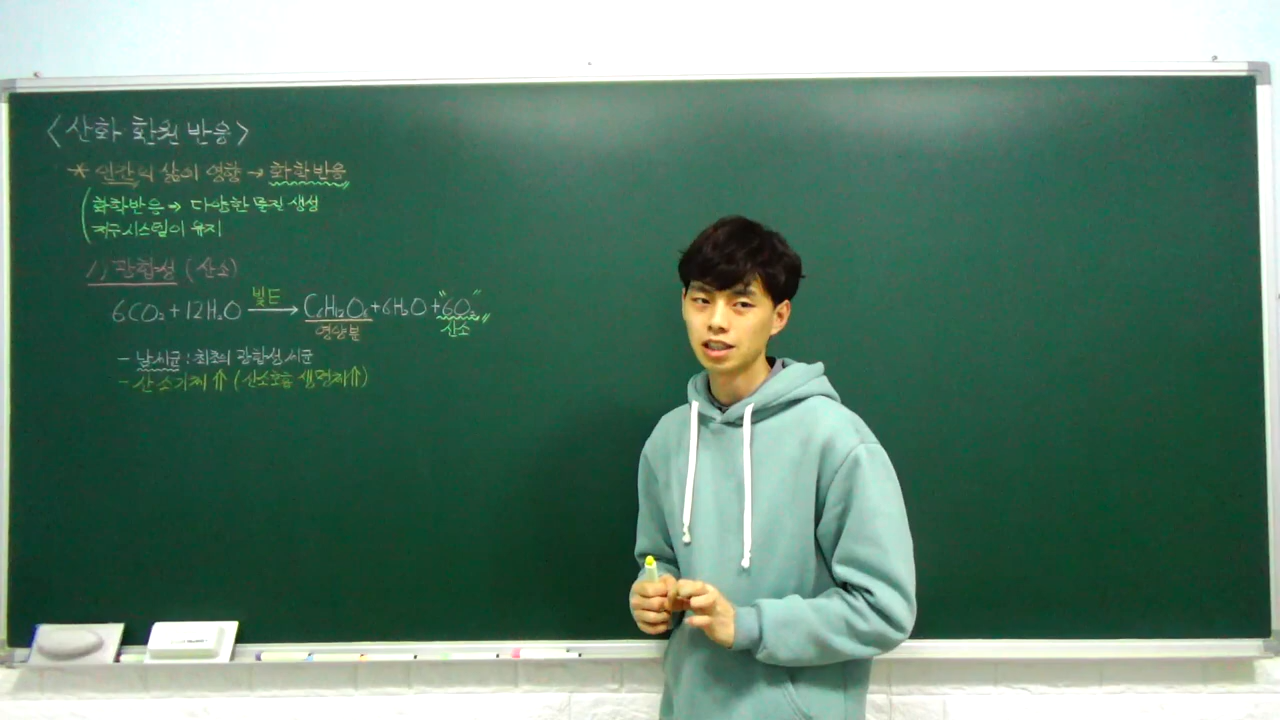 <산화 환원 반응>
* 인간의 삶의 영향 → 화학반응
화학반응 → 다양한 물질 생성
지구시스템이 유지
1) 광합성 (산소)
6CO₂ + 12H₂O 빛E → C₆H₁₂O₆ + 6H₂O + "6O₂"
영양분 산소
- 남세균 : 최초의 광합성 세균
- 산소기체 ⇑ (산소호흡 생명체⇑)